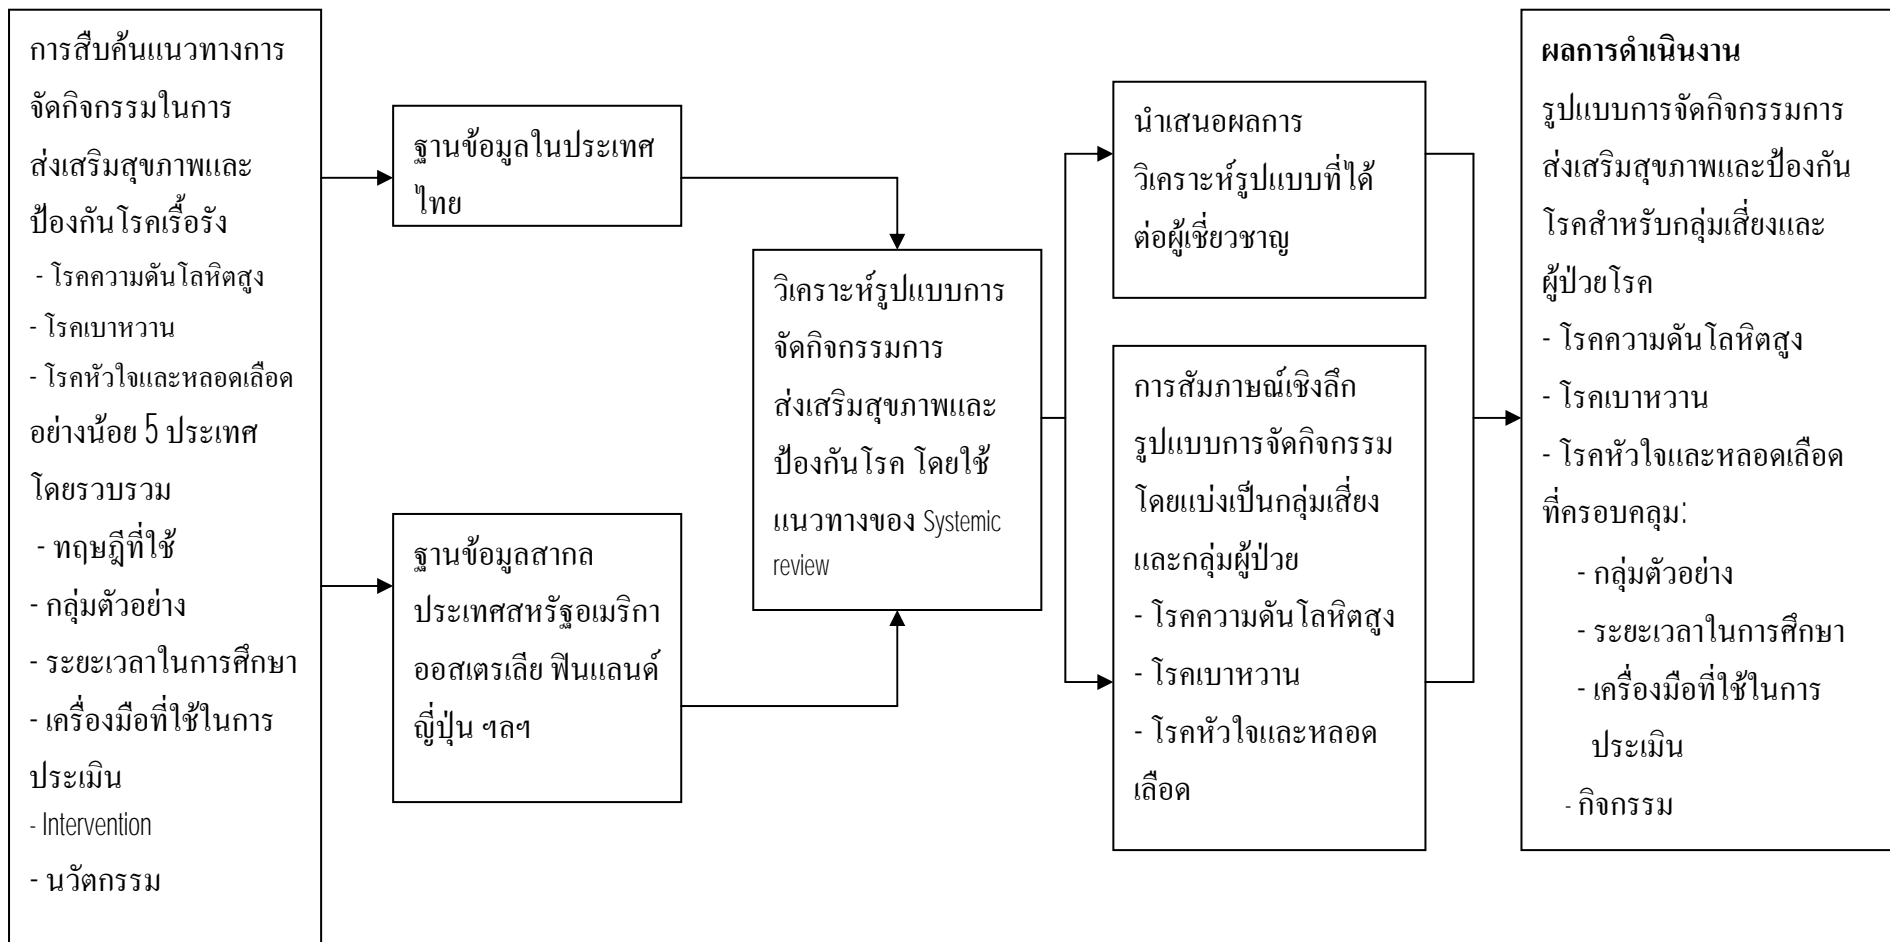 การสืบค้นแนวทางการ
จัดกิจกรรมในการ
ส่งเสริมสุขภาพและ
ป้องกันโรคเรื้อรัง
- โรคความดันโลหิตสูง
- โรคเบาหวาน
- โรคหัวใจและหลอดเลือด
อย่างน้อย 5 ประเทศ
โดยรวบรวม
- ทฤษฎีที่ใช้
- กลุ่มตัวอย่าง
- ระยะเวลาในการศึกษา
- เครื่องมือที่ใช้ในการ
ประเมิน
- Intervention
- นวัตกรรม
ฐานข้อมูลในประเทศ
ไทย
ฐานข้อมูลสากล
ประเทศสหรัฐอเมริกา
ออสเตรเลีย ฟินแลนด์
ญี่ปุ่น ฯลฯ
วิเคราะห์รูปแบบการ
จัดกิจกรรมการ
ส่งเสริมสุขภาพและ
ป้องกันโรค โดยใช้
แนวทางของ Systemic
review
นำเสนอผลการ
วิเคราะห์รูปแบบที่ได้
ต่อผู้เชี่ยวชาญ
การสัมภาษณ์เชิงลึก
รูปแบบการจัดกิจกรรม
โดยแบ่งเป็นกลุ่มเสี่ยง
และกลุ่มผู้ป่วย
- โรคความดันโลหิตสูง
- โรคเบาหวาน
- โรคหัวใจและหลอด
เลือด
ผลการดำเนินงาน
รูปแบบการจัดกิจกรรมการ
ส่งเสริมสุขภาพและป้องกัน
โรคสำหรับกลุ่มเสี่ยงและ
ผู้ป่วยโรค
- โรคความดันโลหิตสูง
- โรคเบาหวาน
- โรคหัวใจและหลอดเลือด
ที่ครอบคลุม:
- กลุ่มตัวอย่าง
- ระยะเวลาในการศึกษา
- เครื่องมือที่ใช้ในการ
ประเมิน
- กิจกรรม